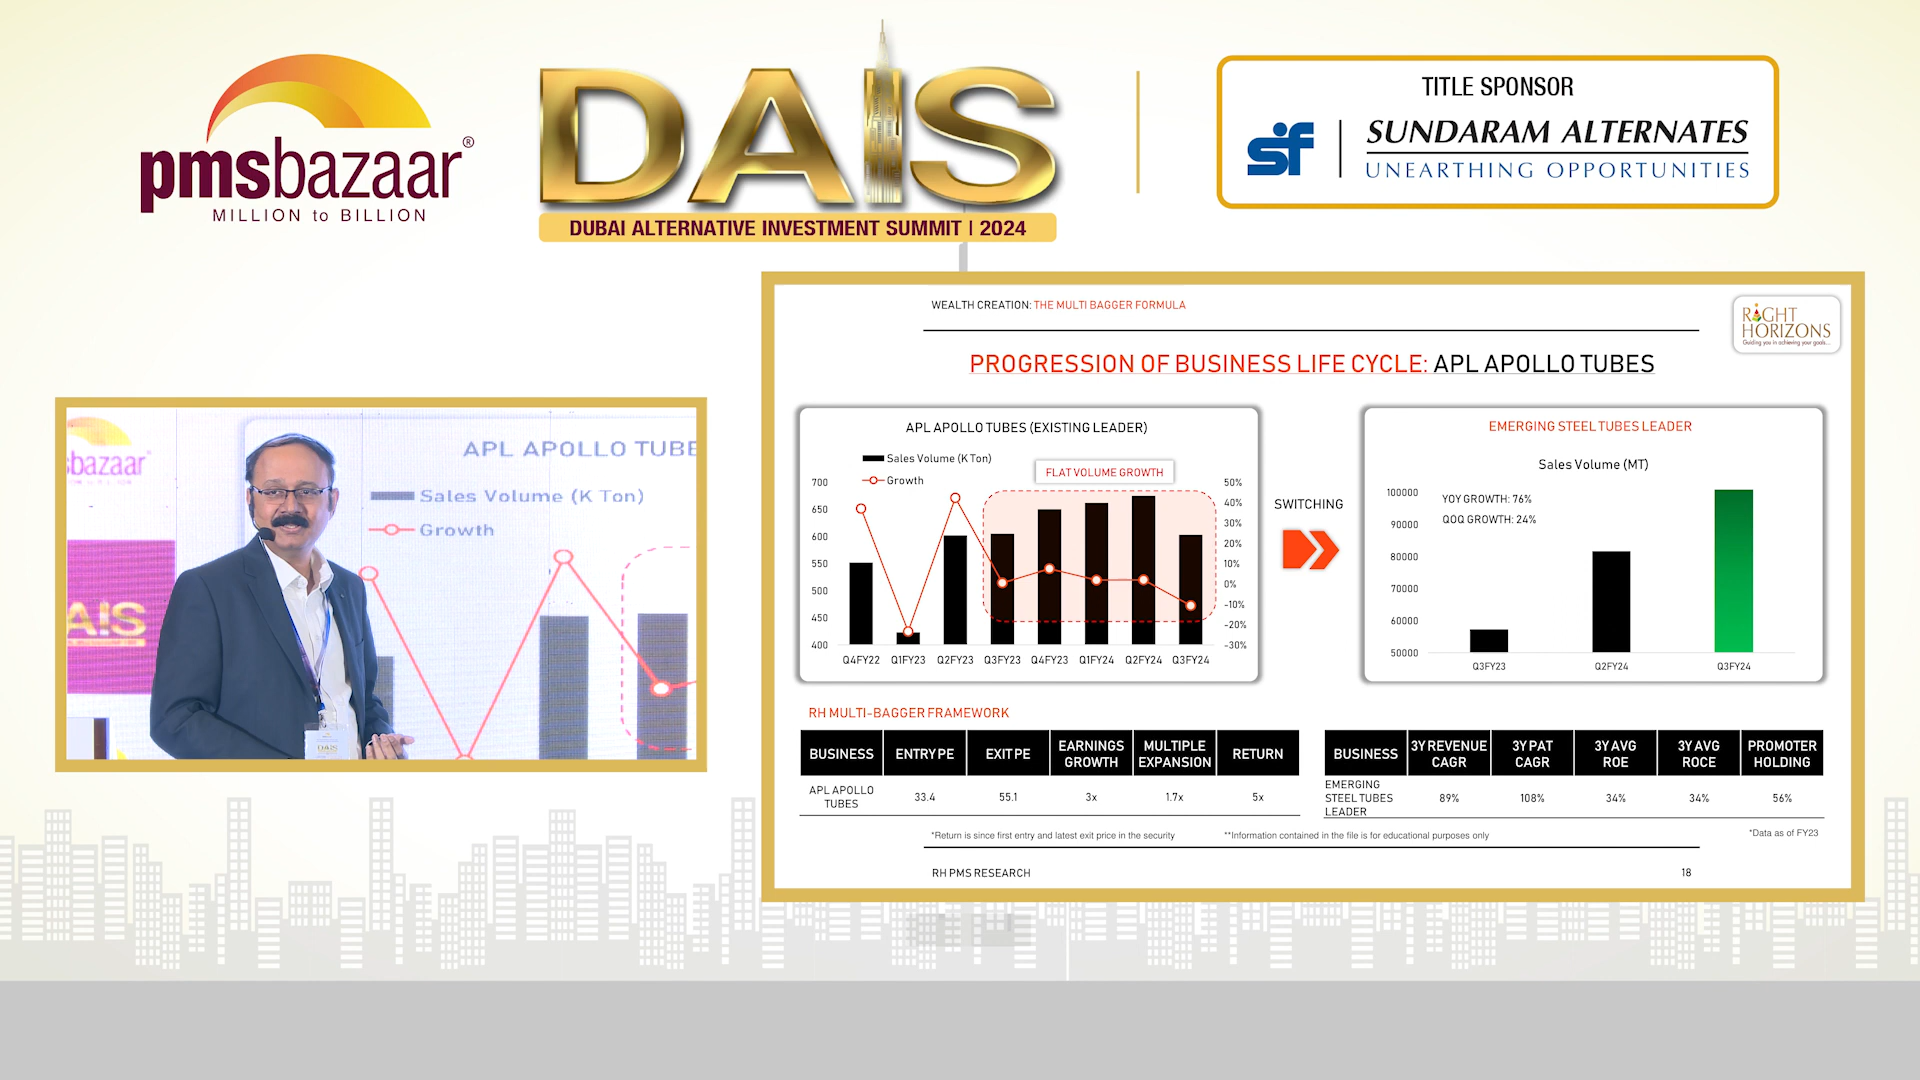 pmsbazaar®
MILLION to BILLION
DAIS
DUBAI ALTERNATIVE INVESTMENT SUMMIT | 2024
TITLE SPONSOR
sf
SUNDARAM ALTERNATES
UNEARTHING OPPORTUNITIES
bazaar
APL APOLLO TUBE
Sales Volume (K Ton)
Growth
DAIS
WEALTH CREATION: THE MULTI BAGGER FORMULA
RIGHT
HORIZONS
Guiding you in achieving your goals...
PROGRESSION OF BUSINESS LIFE CYCLE: APL APOLLO TUBES
APL APOLLO TUBES (EXISTING LEADER)
Sales Volume (K Ton)
Growth
FLAT VOLUME GROWTH
700
650
600
550
500
450
400
50%
40%
30%
20%
10%
0%
-10%
-20%
-30%
Q4FY22 Q1FY23 Q2FY23 Q3FY23 Q4FY23 Q1FY24 Q2FY24 Q3FY24
SWITCHING
EMERGING STEEL TUBES LEADER
Sales Volume (MT)
YOY GROWTH: 76%
QOQ GROWTH: 24%
100000
90000
80000
70000
60000
50000
Q3FY23 Q2FY24 Q3FY24
RH MULTI-BAGGER FRAMEWORK
BUSINESS ENTRY PE EXIT PE EARNINGS GROWTH MULTIPLE EXPANSION RETURN
APL APOLLO TUBES 33.4 55.1 3x 1.7x 5x
BUSINESS 3Y REVENUE CAGR 3Y PAT CAGR 3Y AVG ROE 3Y AVG ROCE PROMOTER HOLDING
EMERGING STEEL TUBES LEADER 89% 108% 34% 34% 56%
*Return is since first entry and latest exit price in the security
**Information contained in the file is for educational purposes only
*Data as of FY23
RH PMS RESEARCH
18